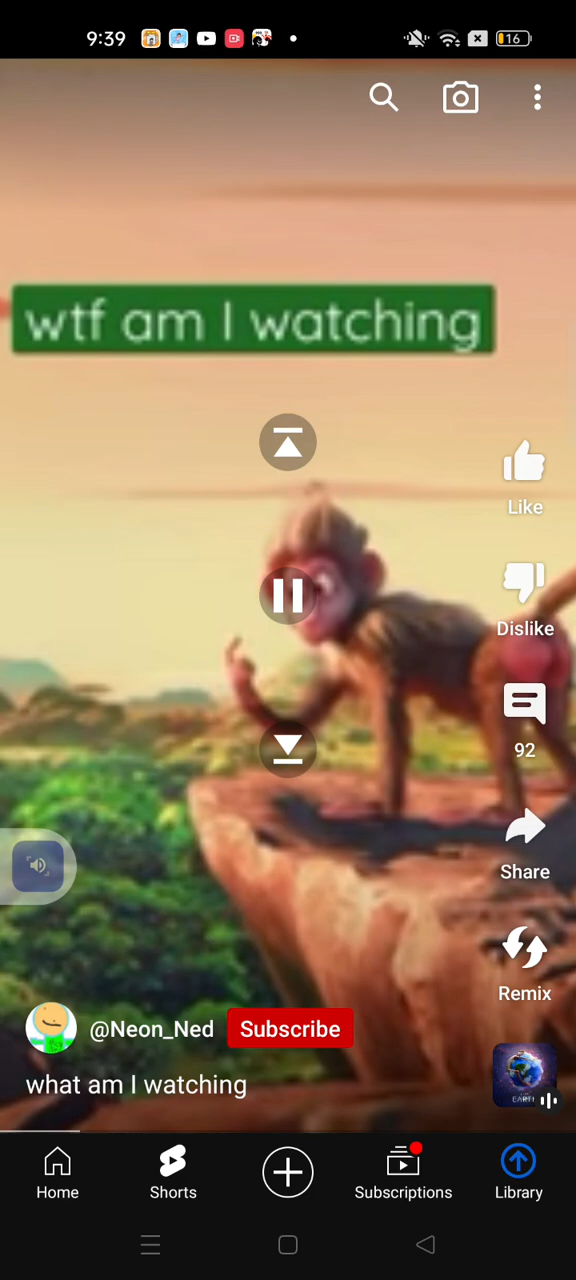 9:39
16
wtf am I watching
Like
Dislike
92
Share
Remix
@Neon_Ned
Subscribe
what am I watching
EARTH
Home
Shorts
Subscriptions
Library